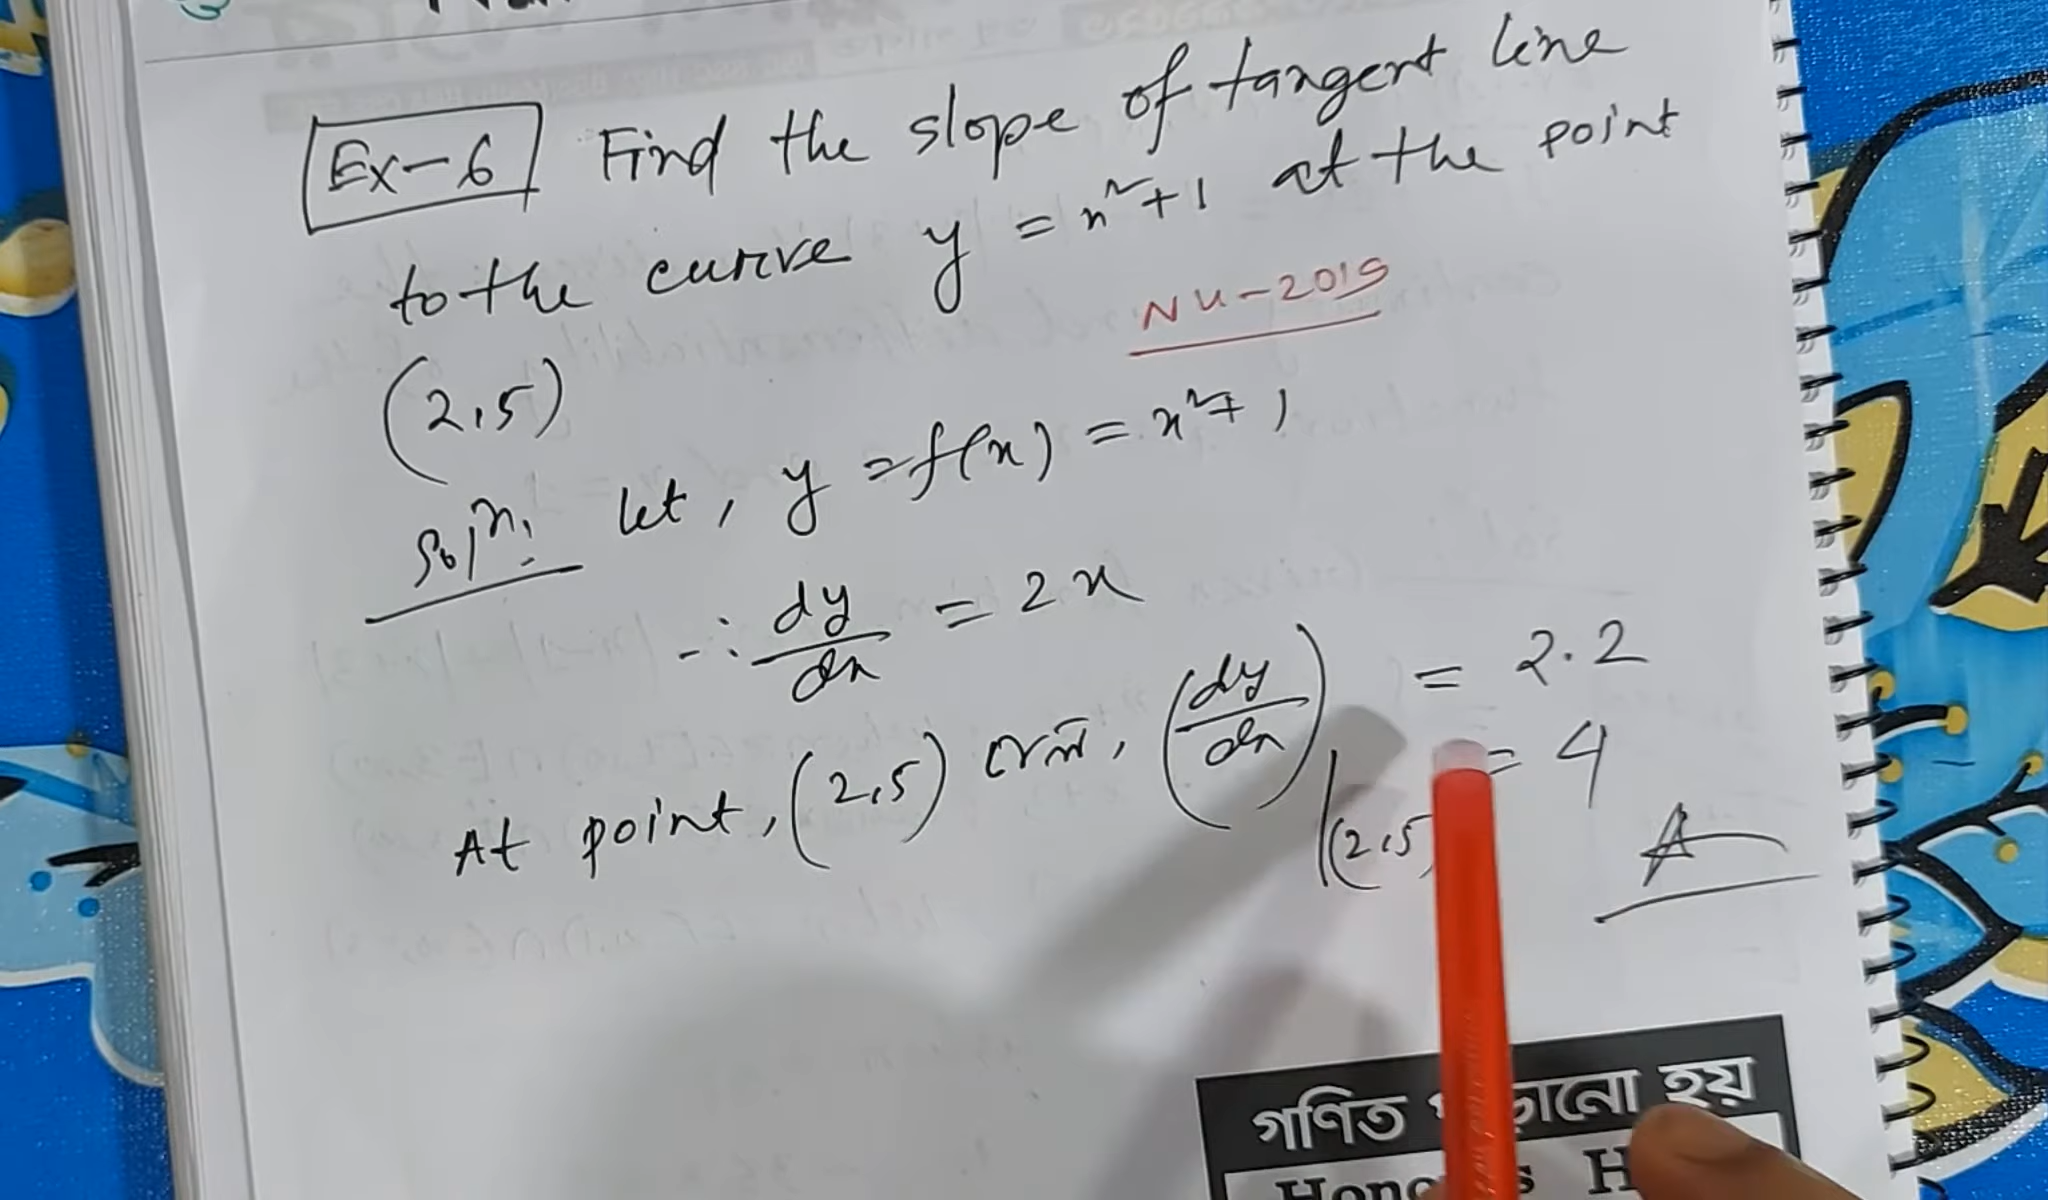 Ex-6 Find the slope of tangent line
to the curve y = x²+1 at the point
NU-2019
(2,5)
Solⁿ: Let, y = f(x) = x²+1
∴ dy/dx = 2x
At point, (2,5) এর, (dy/dx)|(2,5) = 2.2
= 4
গণিত হয়